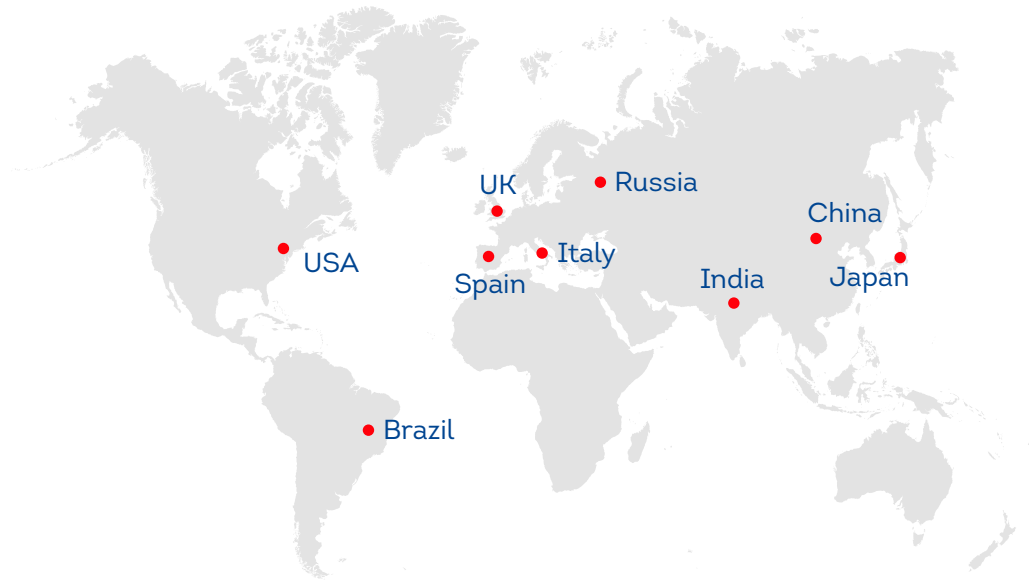 UK
Russia
China
USA
Italy
Spain
India
Japan
Brazil